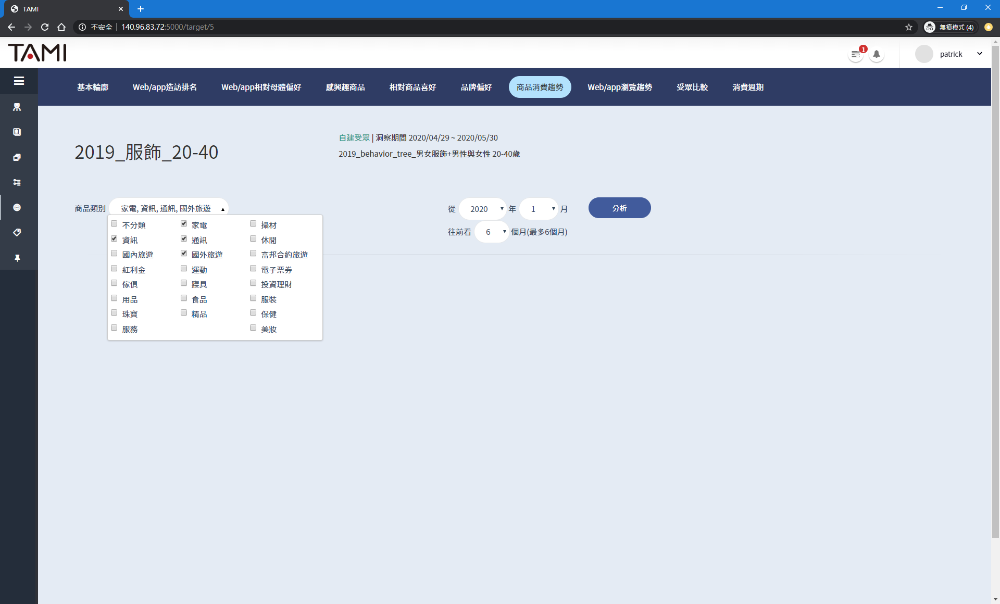 TAMI
不安全 140.96.83.72:5000/target/5
無痕模式 (4)
TAMI
1
patrick
基本輪廓 Web/app造訪排名 Web/app相對母體偏好 感興趣商品 相對商品喜好 品牌偏好 商品消費趨勢 Web/app瀏覽趨勢 受眾比較 消費週期
2019_服飾_20-40
自建受眾 | 洞察期間 2020/04/29 ~ 2020/05/30
2019_behavior_tree_男女服飾+男性與女性 20-40歲
商品類別 家電, 資訊, 通訊, 國外旅遊
從 2020 年 1 月 分析
往前看 6 個月(最多6個月)
不分類 家電 攝材
資訊 通訊 休閒
國內旅遊 國外旅遊 富邦合約旅遊
紅利金 運動 電子票券
傢俱 寢具 投資理財
用品 食品 服裝
珠寶 精品 保健
服務 美妝